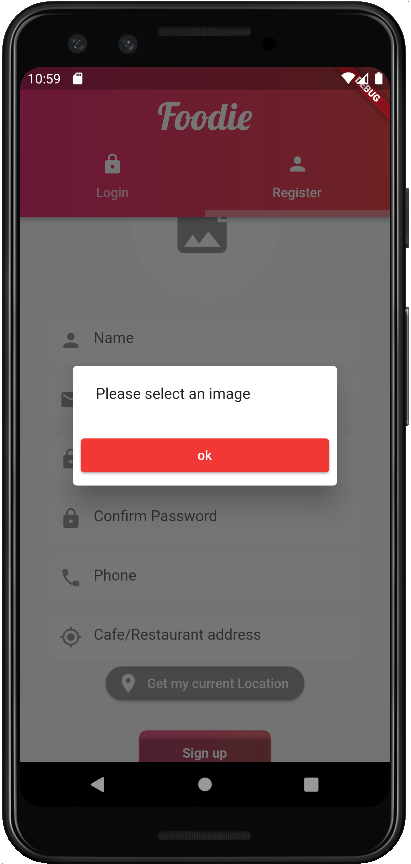 10:59
DEBUG
Foodie
Login
Register
Name
Please select an image
ok
Confirm Password
Phone
Cafe/Restaurant address
Get my current Location
Sign up